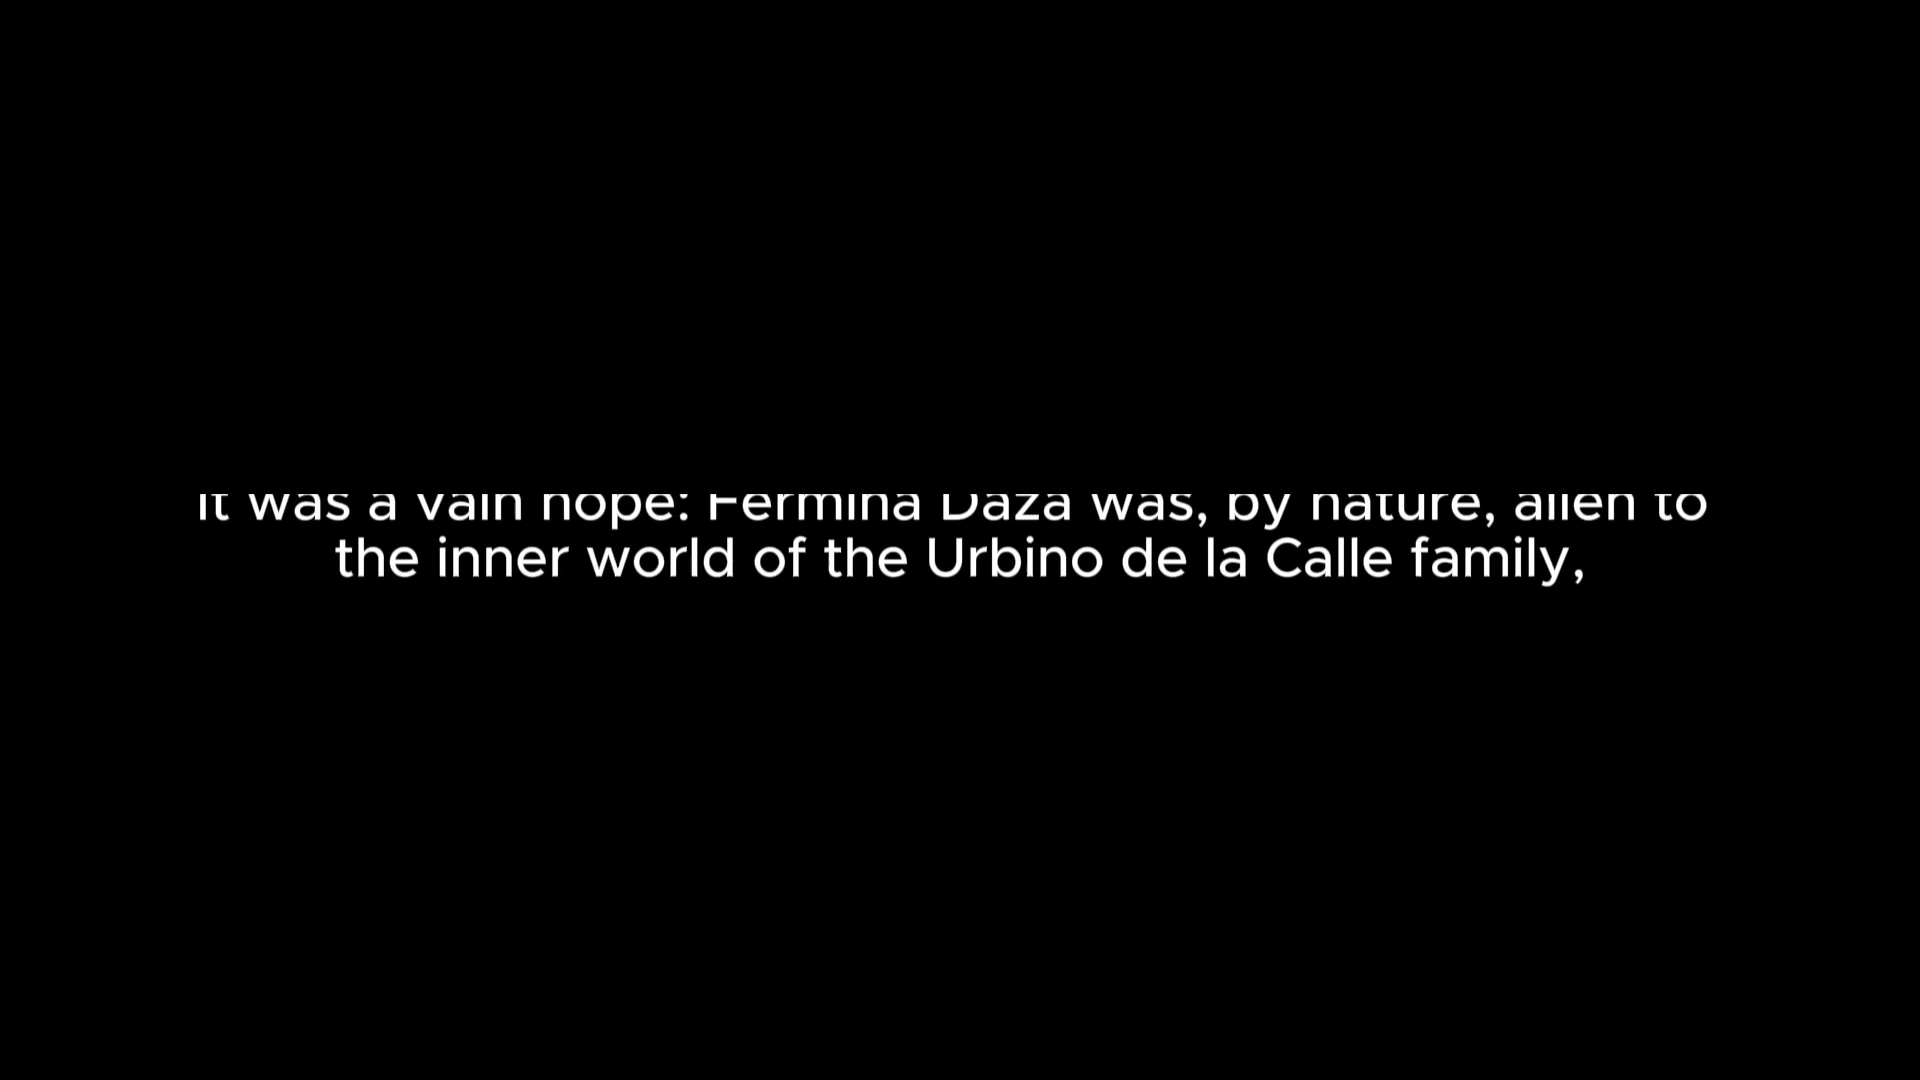 It was a vain hope: Fermina Daza was, by nature, alien to
the inner world of the Urbino de la Calle family,